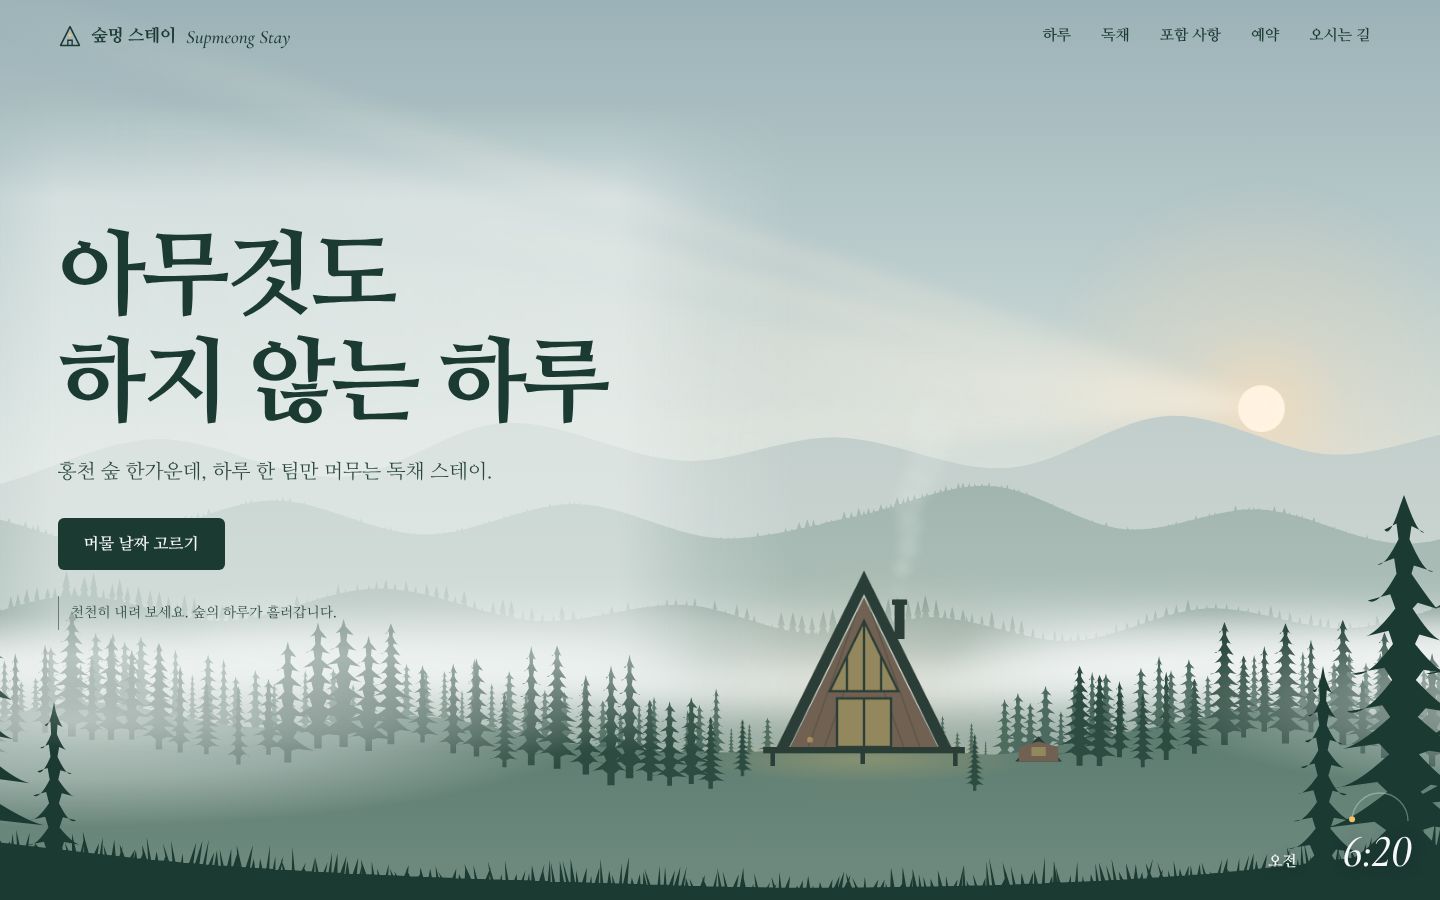 숲멍 스테이 Supmeong Stay
하루 독채 포함 사항 예약 오시는 길
아무것도
하지 않는 하루
홍천 숲 한가운데, 하루 한 팀만 머무는 독채 스테이.
머물 날짜 고르기
천천히 내려 보세요. 숲의 하루가 흘러갑니다.
오전 6:20